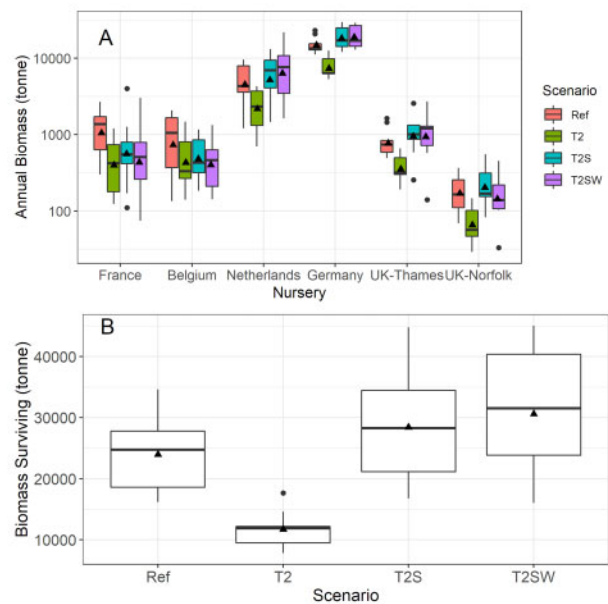 A
Annual Biomass (tonne)
10000
1000
100
France Belgium Netherlands Germany UK-Thames UK-Norfolk
Nursery
Scenario
Ref
T2
T2S
T2SW
B
Biomass Surviving (tonne)
40000
30000
20000
10000
Ref T2 T2S T2SW
Scenario